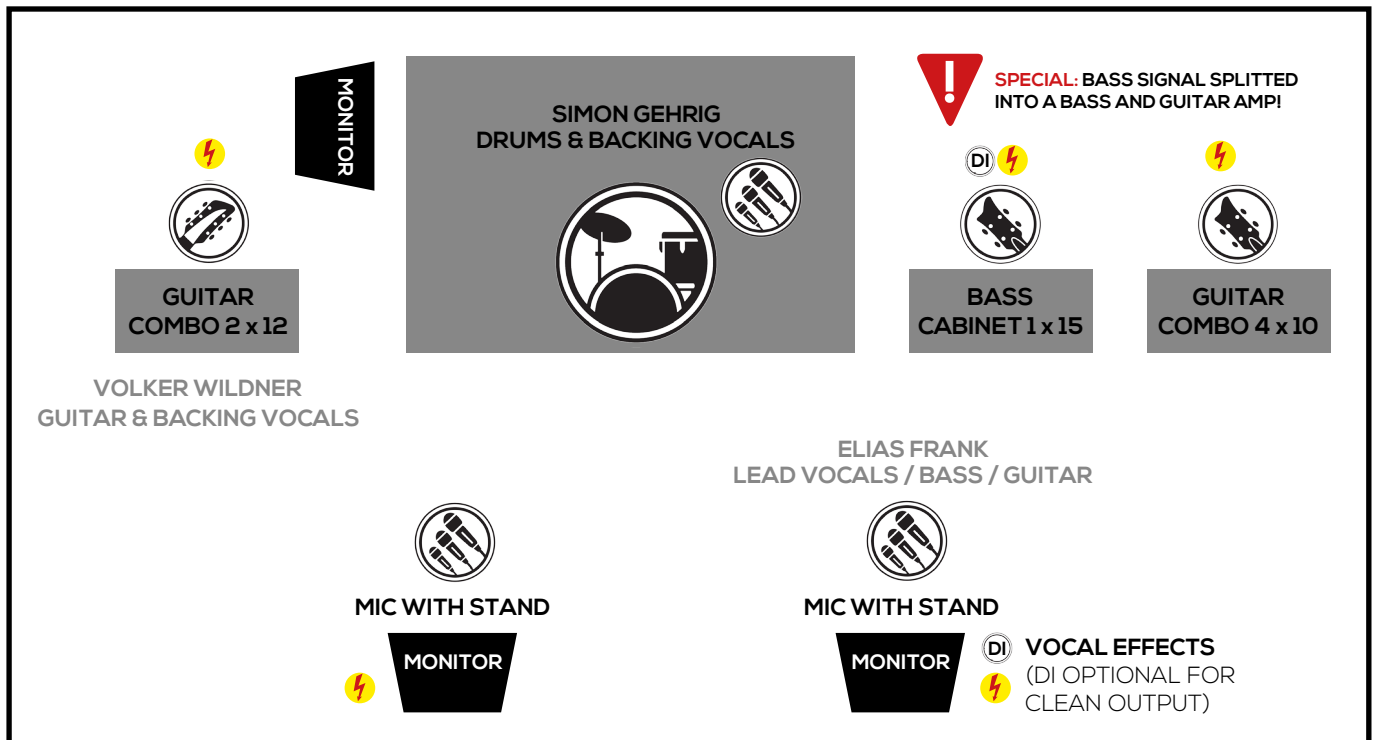 MONITOR
SIMON GEHRIG
DRUMS & BACKING VOCALS
SPECIAL: BASS SIGNAL SPLITTED
INTO A BASS AND GUITAR AMP!
DI
GUITAR
COMBO 2 x 12
BASS
CABINET 1 x 15
GUITAR
COMBO 4 x 10
VOLKER WILDNER
GUITAR & BACKING VOCALS
ELIAS FRANK
LEAD VOCALS / BASS / GUITAR
MIC WITH STAND
MIC WITH STAND
MONITOR
MONITOR
DI VOCAL EFFECTS
(DI OPTIONAL FOR
CLEAN OUTPUT)